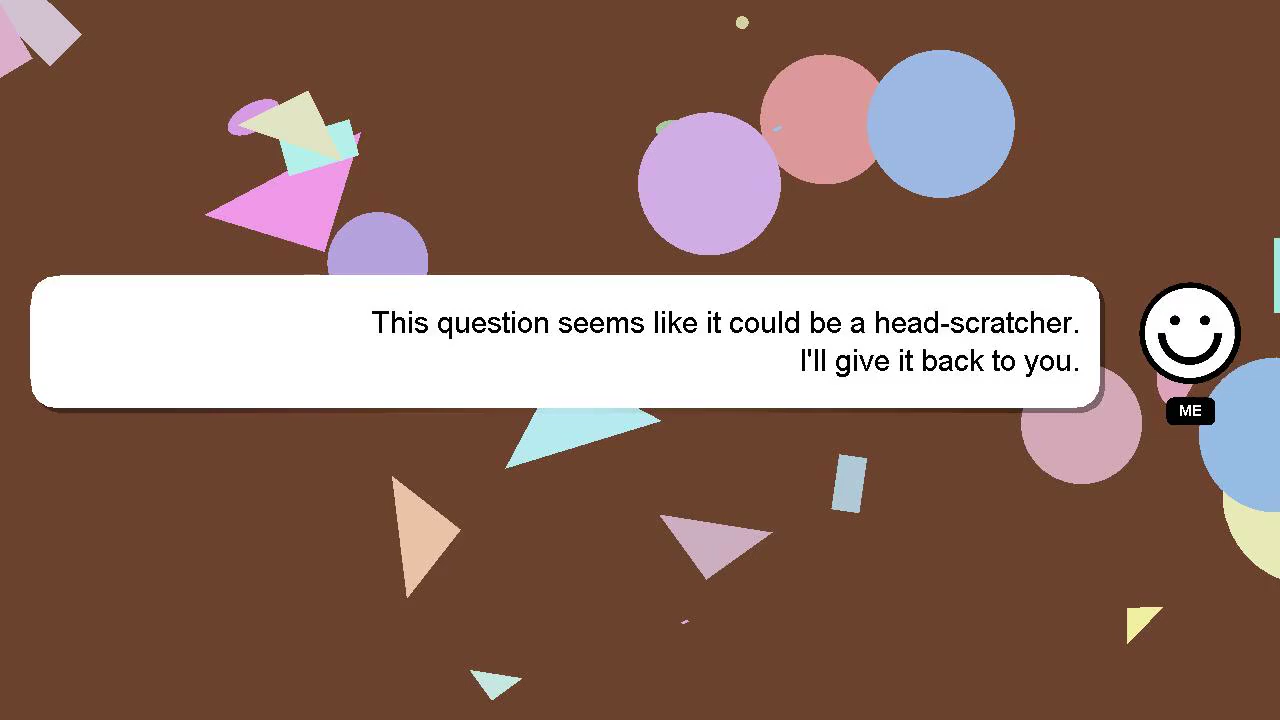 This question seems like it could be a head-scratcher.
I'll give it back to you.
ME